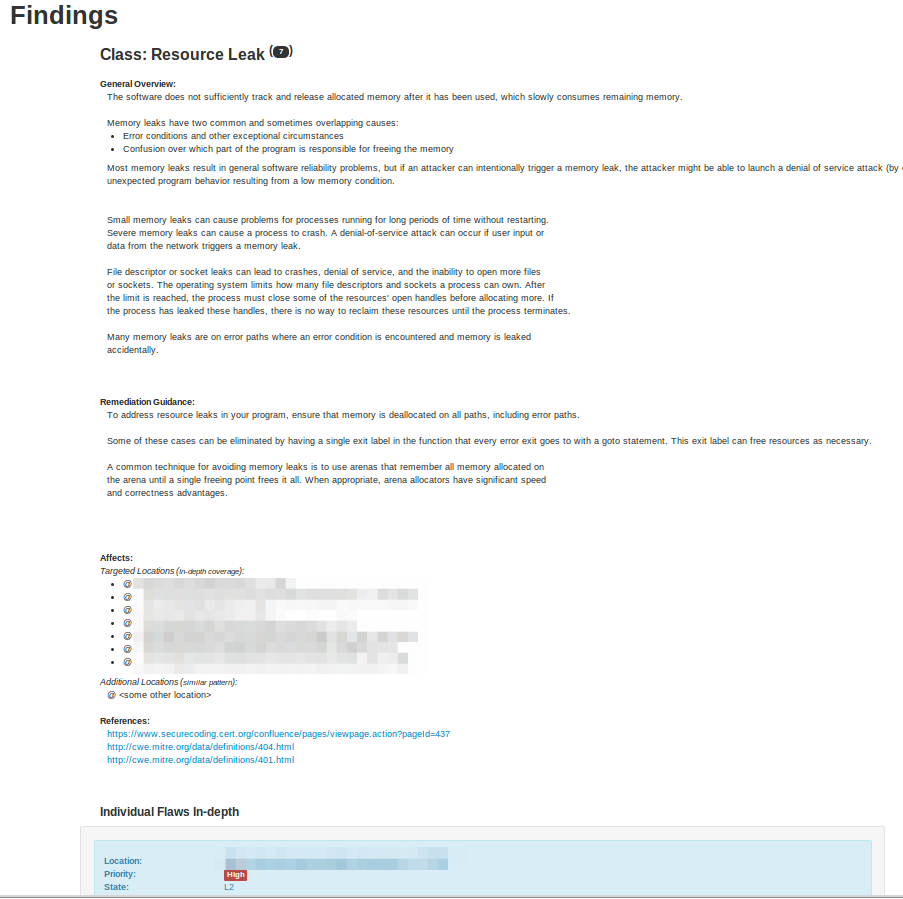 Findings
Class: Resource Leak (7)
General Overview:
The software does not sufficiently track and release allocated memory after it has been used, which slowly consumes remaining memory.
Memory leaks have two common and sometimes overlapping causes:
• Error conditions and other exceptional circumstances
• Confusion over which part of the program is responsible for freeing the memory
Most memory leaks result in general software reliability problems, but if an attacker can intentionally trigger a memory leak, the attacker might be able to launch a denial of service attack (by
unexpected program behavior resulting from a low memory condition.
Small memory leaks can cause problems for processes running for long periods of time without restarting.
Severe memory leaks can cause a process to crash. A denial-of-service attack can occur if user input or
data from the network triggers a memory leak.
File descriptor or socket leaks can lead to crashes, denial of service, and the inability to open more files
or sockets. The operating system limits how many file descriptors and sockets a process can own. After
the limit is reached, the process must close some of the resources' open handles before allocating more. If
the process has leaked these handles, there is no way to reclaim these resources until the process terminates.
Many memory leaks are on error paths where an error condition is encountered and memory is leaked
accidentally.
Remediation Guidance:
To address resource leaks in your program, ensure that memory is deallocated on all paths, including error paths.
Some of these cases can be eliminated by having a single exit label in the function that every error exit goes to with a goto statement. This exit label can free resources as necessary.
A common technique for avoiding memory leaks is to use arenas that remember all memory allocated on
the arena until a single freeing point frees it all. When appropriate, arena allocators have significant speed
and correctness advantages.
Affects:
Targeted Locations (in-depth coverage):
• @
• @
• @
• @
• @
• @
• @
Additional Locations (similar pattern):
@ <some other location>
References:
https://www.securecoding.cert.org/confluence/pages/viewpage.action?pageId=437
http://cwe.mitre.org/data/definitions/404.html
http://cwe.mitre.org/data/definitions/401.html
Individual Flaws In-depth
Location:
Priority: High
State: L2